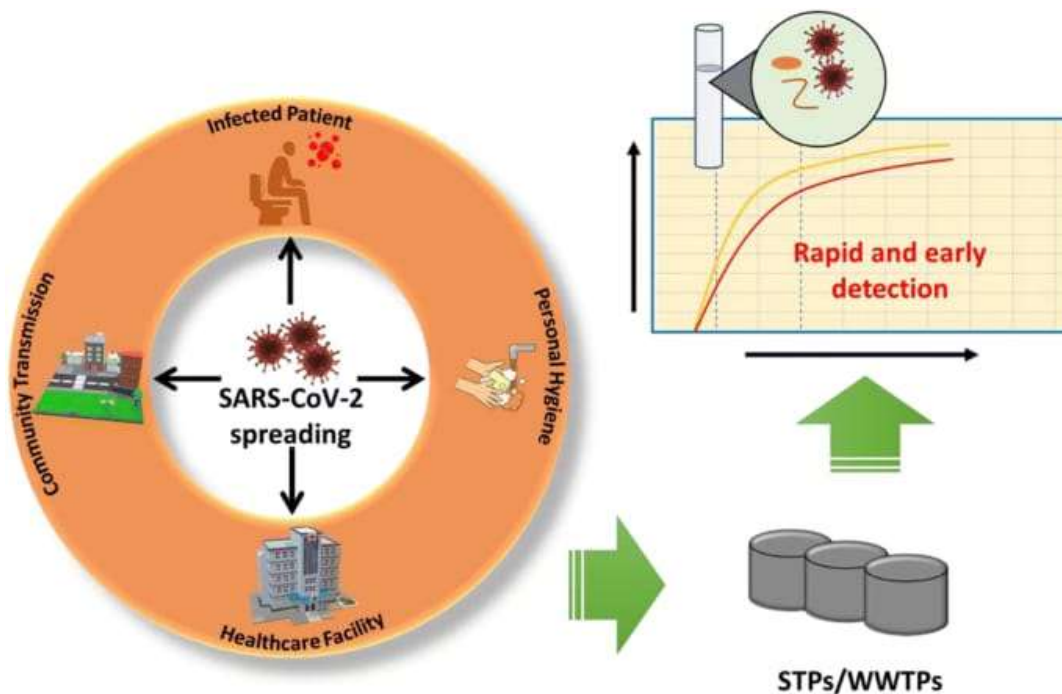 Infected Patient
Community Transmission
Personal Hygiene
SARS-CoV-2
spreading
Healthcare Facility
Rapid and early
detection
STPs/WWTPs